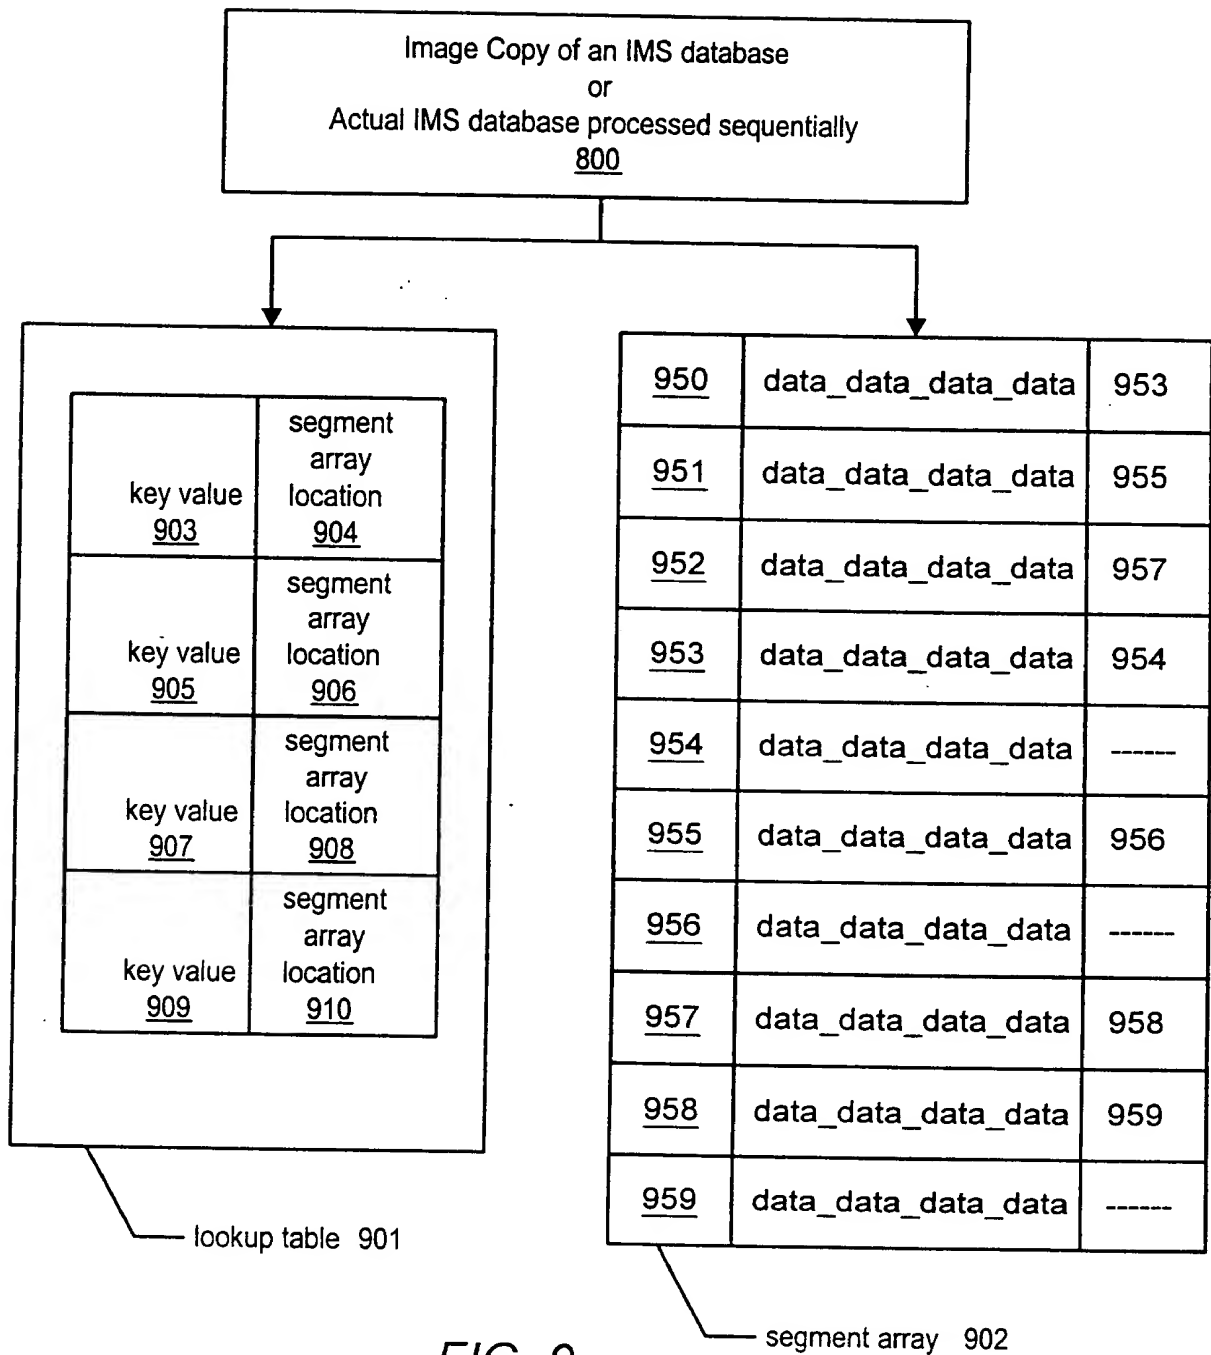 Image Copy of an IMS database
or
Actual IMS database processed sequentially
800
key value
903
segment
array
location
904
key value
905
segment
array
location
906
key value
907
segment
array
location
908
key value
909
segment
array
location
910
lookup table 901
950 data_data_data_data 953
951 data_data_data_data 955
952 data_data_data_data 957
953 data_data_data_data 954
954 data_data_data_data ------
955 data_data_data_data 956
956 data_data_data_data ------
957 data_data_data_data 958
958 data_data_data_data 959
959 data_data_data_data ------
segment array 902